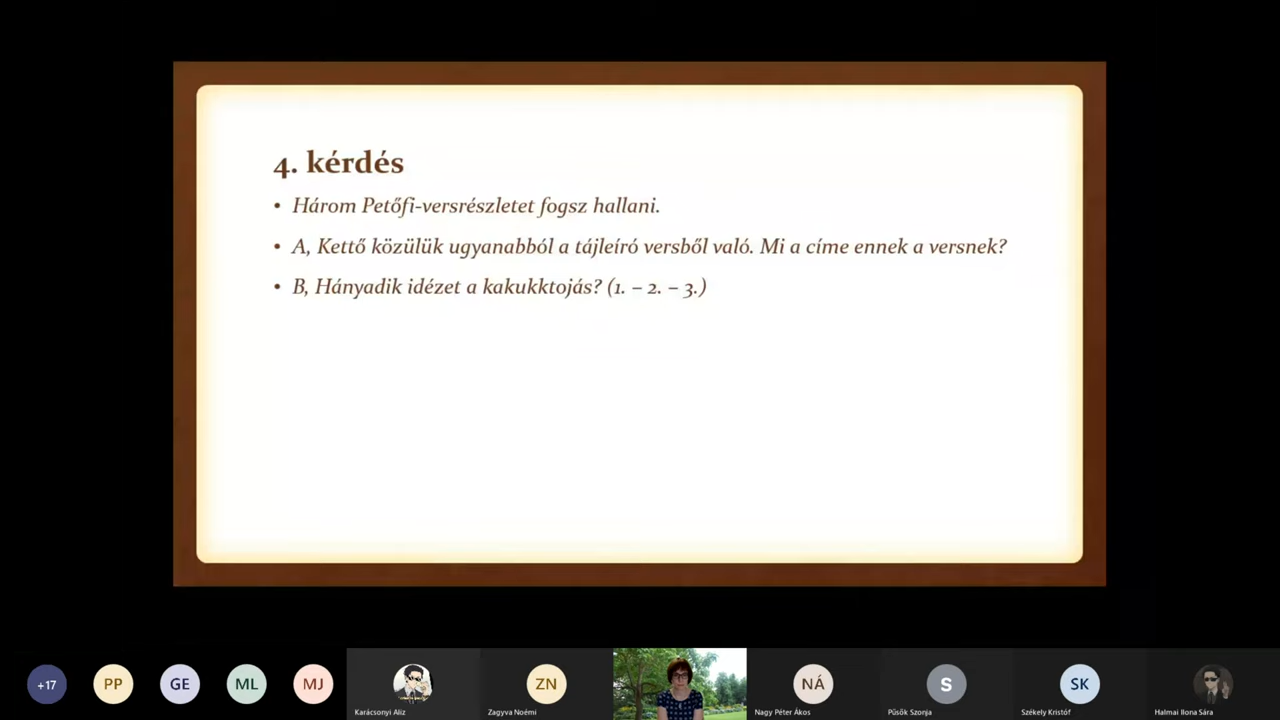 4. kérdés
• Három Petőfi-versrészletet fogsz hallani.
• A, Kettő közülük ugyanabból a tájleíró versből való. Mi a címe ennek a versnek?
• B, Hányadik idézet a kakukktojás? (1. – 2. – 3.)
+17 PP GE ML MJ ZN NÁ S SK
Karácsonyi Alíz Zagyva Noémi Nagy Péter Ákos Püsök Szonja Székely Kristóf Halmai Ilona Sára